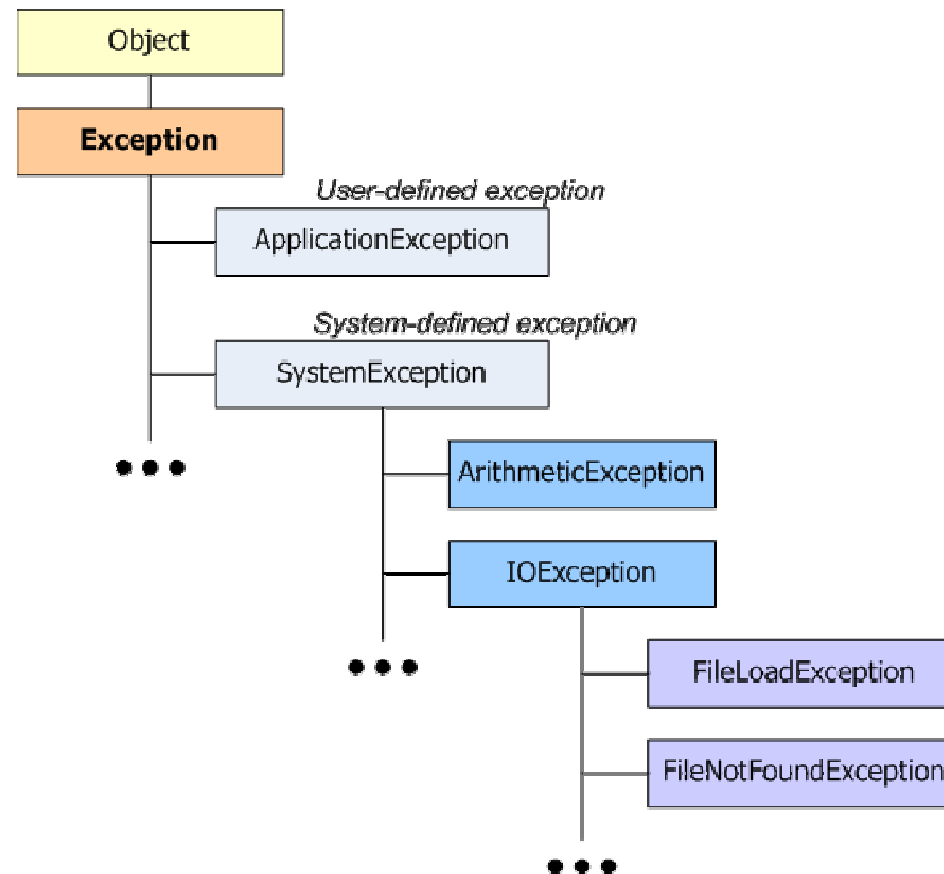 Object
Exception
User-defined exception
ApplicationException
System-defined exception
SystemException
ArithmeticException
IOException
FileLoadException
FileNotFoundException